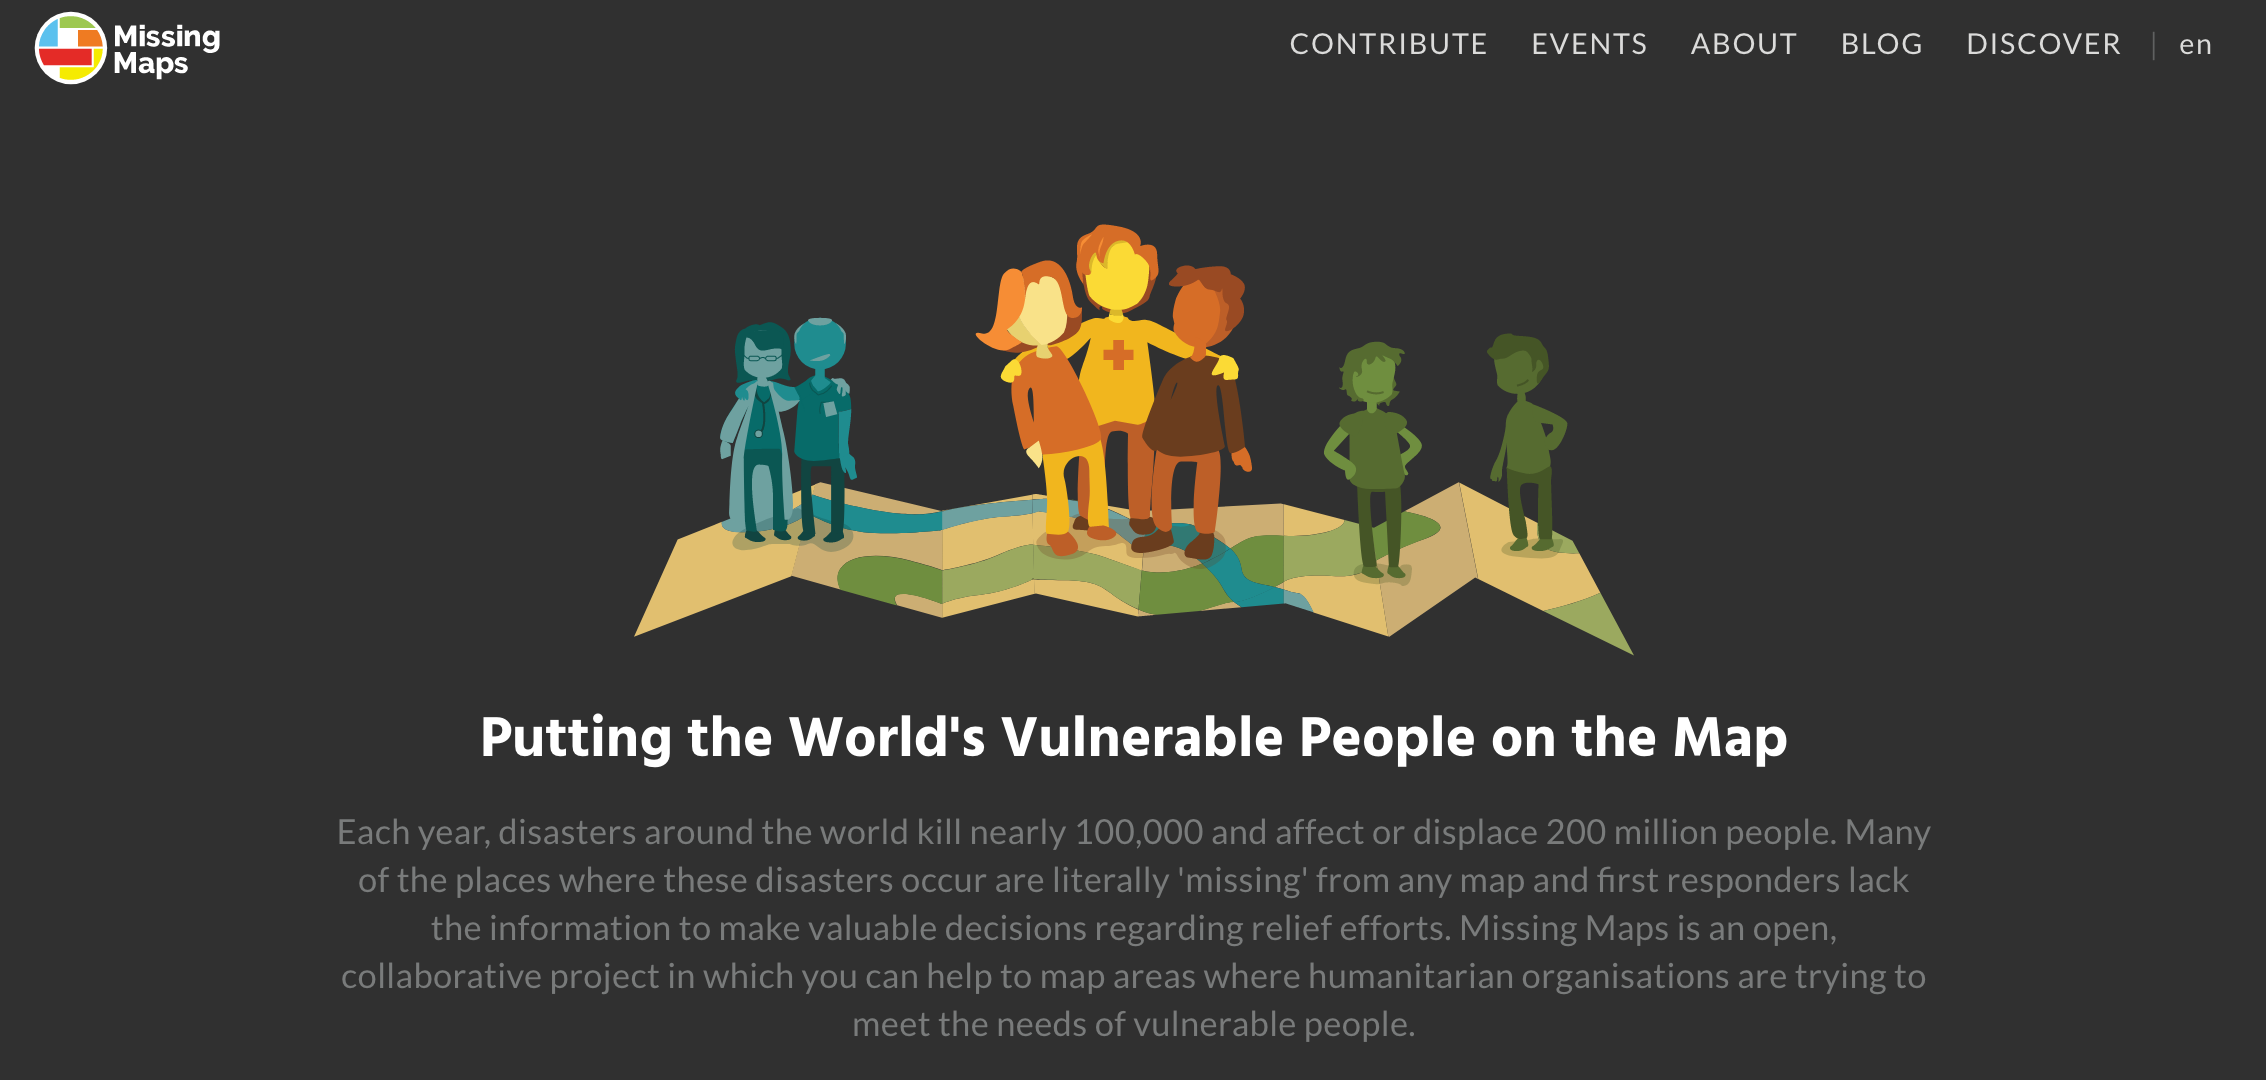 Missing
Maps
CONTRIBUTE EVENTS ABOUT BLOG DISCOVER | en
Putting the World's Vulnerable People on the Map
Each year, disasters around the world kill nearly 100,000 and affect or displace 200 million people. Many
of the places where these disasters occur are literally 'missing' from any map and first responders lack
the information to make valuable decisions regarding relief efforts. Missing Maps is an open,
collaborative project in which you can help to map areas where humanitarian organisations are trying to
meet the needs of vulnerable people.